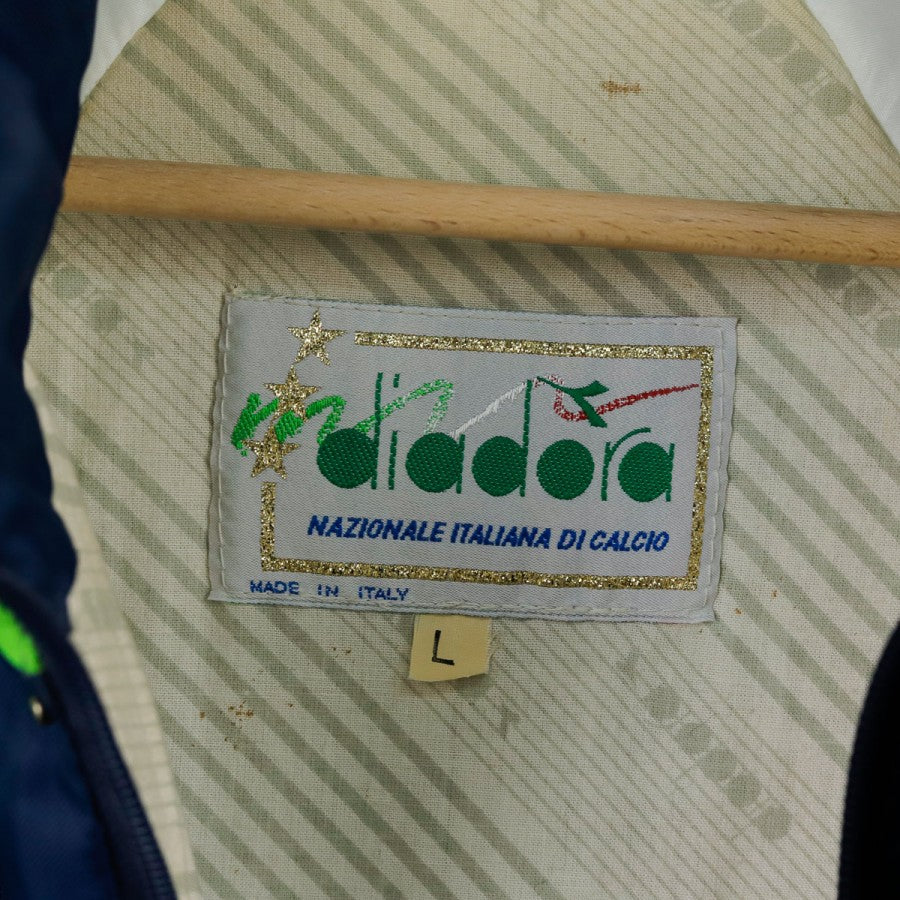 diadora
NAZIONALE ITALIANA DI CALCIO
MADE IN ITALY
L